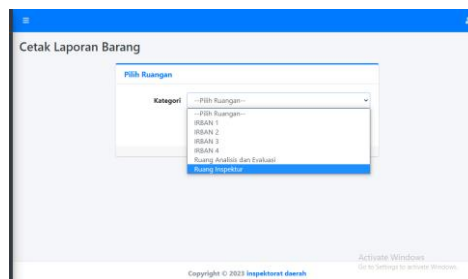 Cetak Laporan Barang
Pilih Ruangan
Kategori --Pilih Ruangan--
--Pilih Ruangan--
IRBAN 1
IRBAN 2
IRBAN 3
IRBAN 4
Ruang Analisis dan Evaluasi
Ruang Inspektur
Activate Windows
Go to Settings to activate Windows.
Copyright © 2023 inspektorat daerah